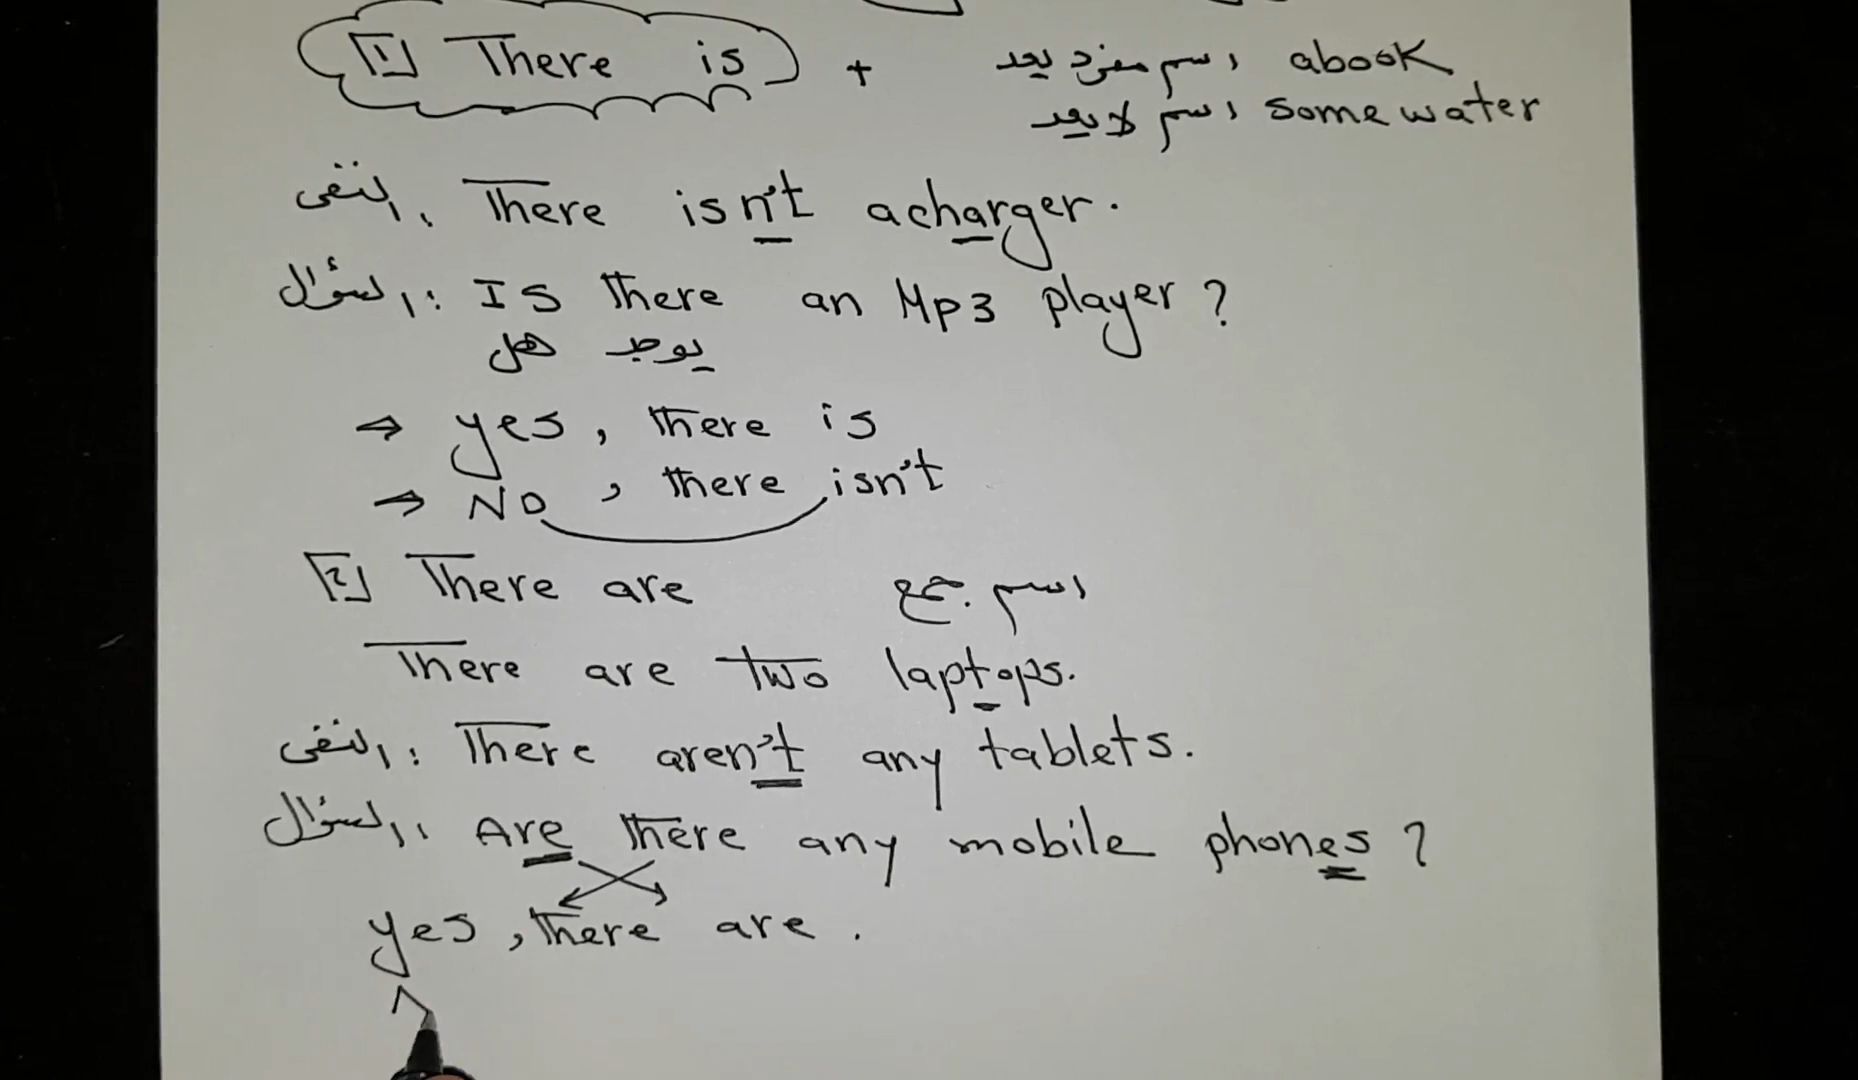 [1] There is + اسم مفرد يعد abook
اسم لا يعد some water
النفى: There isn't acharger.
السؤال: Is there an Mp3 player?
هل يوجد
⇒ yes, there is
⇒ No, there isn't
[2] There are اسم جمع
There are two laptops.
النفى: There aren't any tablets.
السؤال: Are there any mobile phones?
yes, there are.